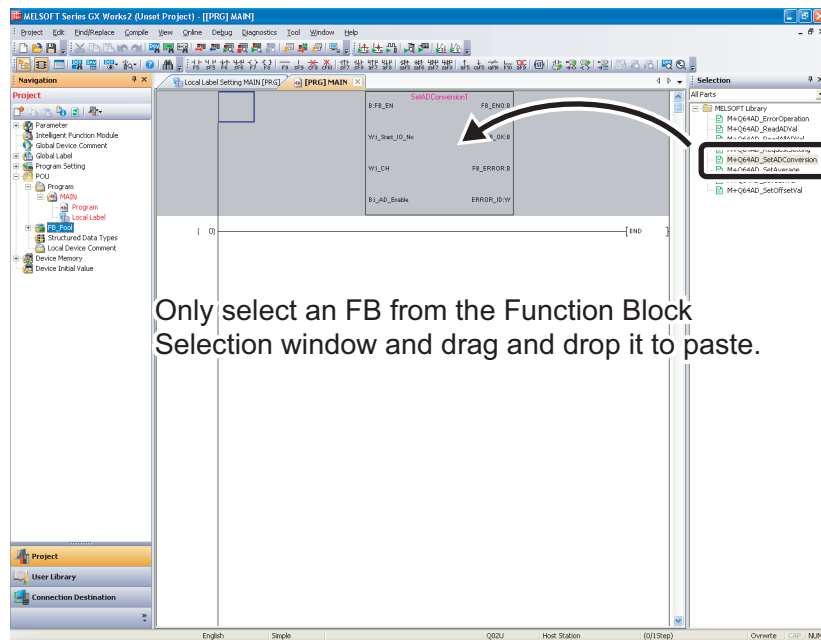 MELSOFT Series GX Works2 (Unset Project) - [[PRG] MAIN]
Project Edit Find/Replace Compile View Online Debug Diagnostics Tool Window Help
Navigation
Project
Parameter
Intelligent Function Module
Global Device Comment
Global Label
Program Setting
POU
Program
MAIN
Program
Local Label
FB_Pool
Structured Data Types
Local Device Comment
Device Memory
Device Initial Value
Project
User Library
Connection Destination
Local Label Setting MAIN [PRG]
[PRG] MAIN
SetADConversion1
B:FB_EN FB_ENO:B
W:i_Start_IO_No OK:B
W:i_CH FB_ERROR:B
B:i_AD_Enable ERROR_ID:W
( 0) END
Only select an FB from the Function Block
Selection window and drag and drop it to paste.
Selection
All Parts
MELSOFT Library
M+Q64AD_ErrorOperation
M+Q64AD_ReadADVal
M+Q64AD_ReadAllADVal
M+Q64AD_RequestSetting
M+Q64AD_SetADConversion
M+Q64AD_SetAverage
M+Q64AD_SetOffsetVal
English Simple Q02U Host Station (0/1Step) Ovrwrte CAP NUM